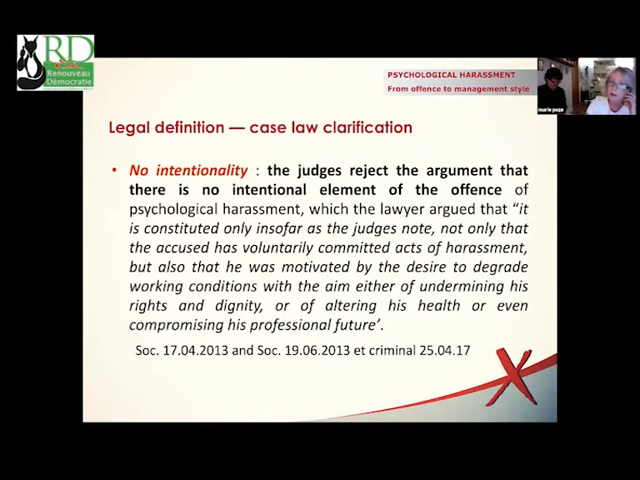 RD
Renouveau
Démocratie
PSYCHOLOGICAL HARASSMENT
From offence to management style
marie peze
Legal definition — case law clarification
• No intentionality : the judges reject the argument that
there is no intentional element of the offence of
psychological harassment, which the lawyer argued that “it
is constituted only insofar as the judges note, not only that
the accused has voluntarily committed acts of harassment,
but also that he was motivated by the desire to degrade
working conditions with the aim either of undermining his
rights and dignity, or of altering his health or even
compromising his professional future’.
Soc. 17.04.2013 and Soc. 19.06.2013 et criminal 25.04.17